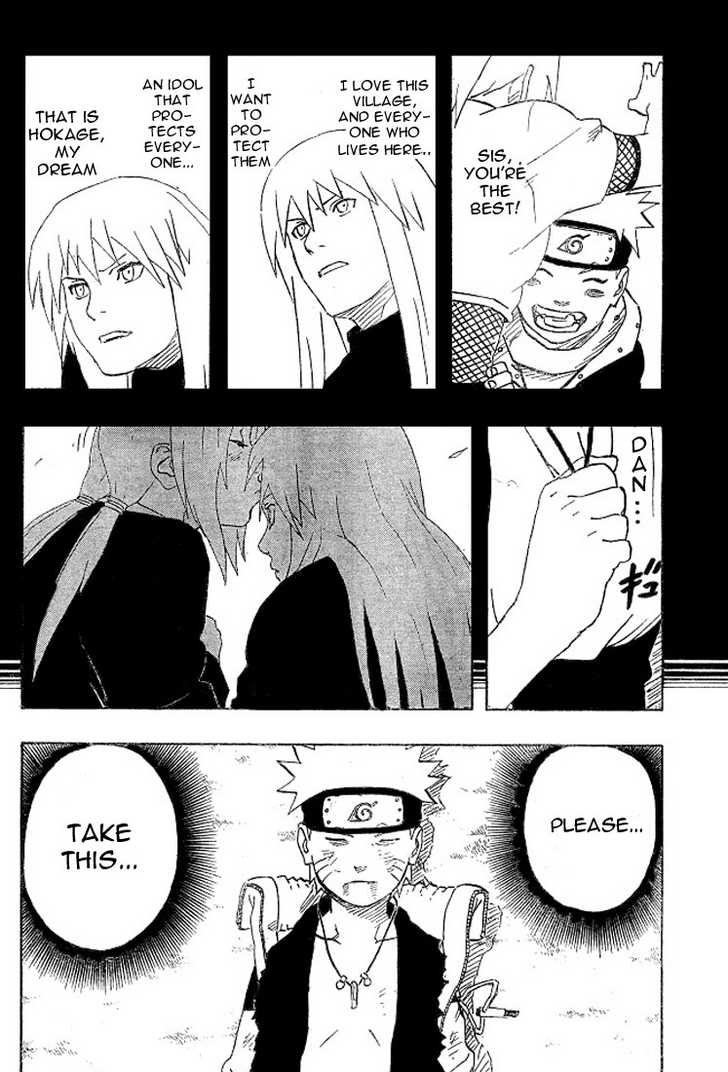 SIS,
YOU'RE
THE
BEST!
I LOVE THIS
VILLAGE,
AND EVERY-
ONE WHO
LIVES HERE..
I
WANT
TO
PRO-
TECT
THEM
AN IDOL
THAT
PRO-
TECTS
EVERY-
ONE...
THAT IS
HOKAGE,
MY
DREAM
DAN...
ギュ
PLEASE...
TAKE
THIS...